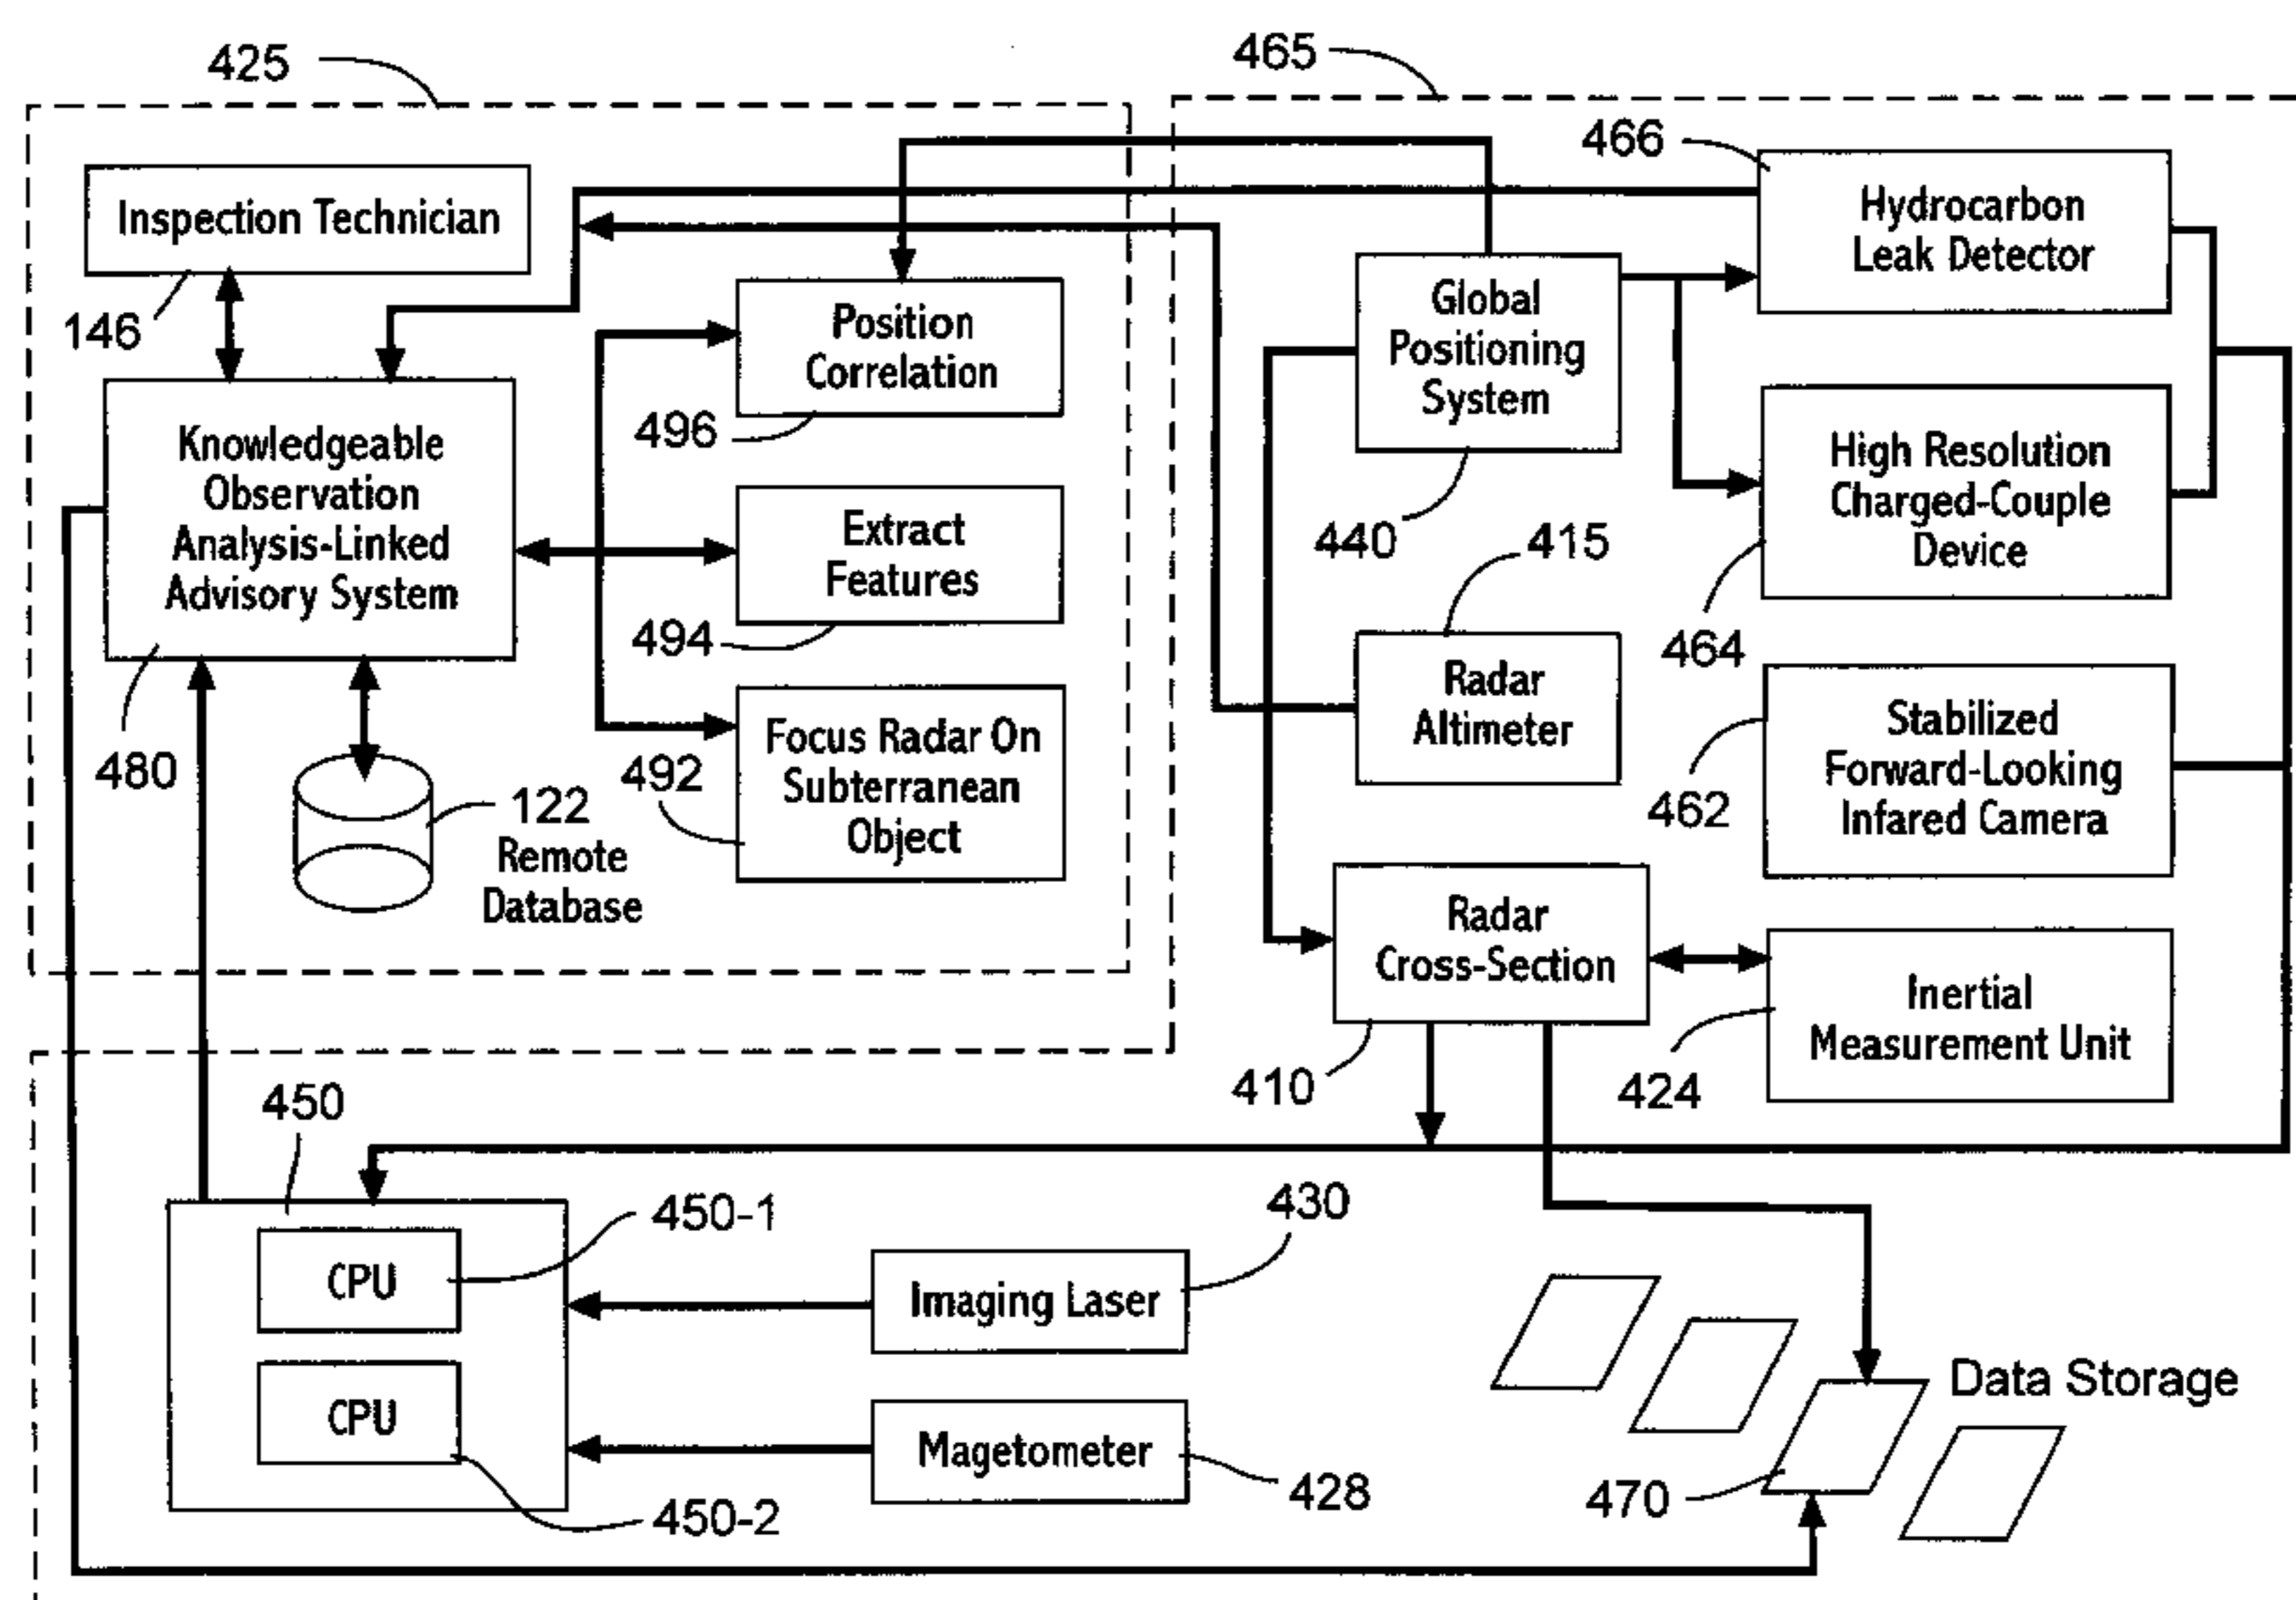 425
465
466
Inspection Technician
146
Hydrocarbon
Leak Detector
Global
Positioning
System
440
Position
Correlation
496
Knowledgeable
Observation
Analysis-Linked
Advisory System
480
High Resolution
Charged-Couple
Device
464
Extract
Features
494
415
Radar
Altimeter
Focus Radar On
Subterranean
Object
492
122
Remote
Database
Stabilized
Forward-Looking
Infared Camera
462
Radar
Cross-Section
410
Inertial
Measurement Unit
424
450
CPU
450-1
CPU
450-2
Imaging Laser
430
Magetometer
428
Data Storage
470